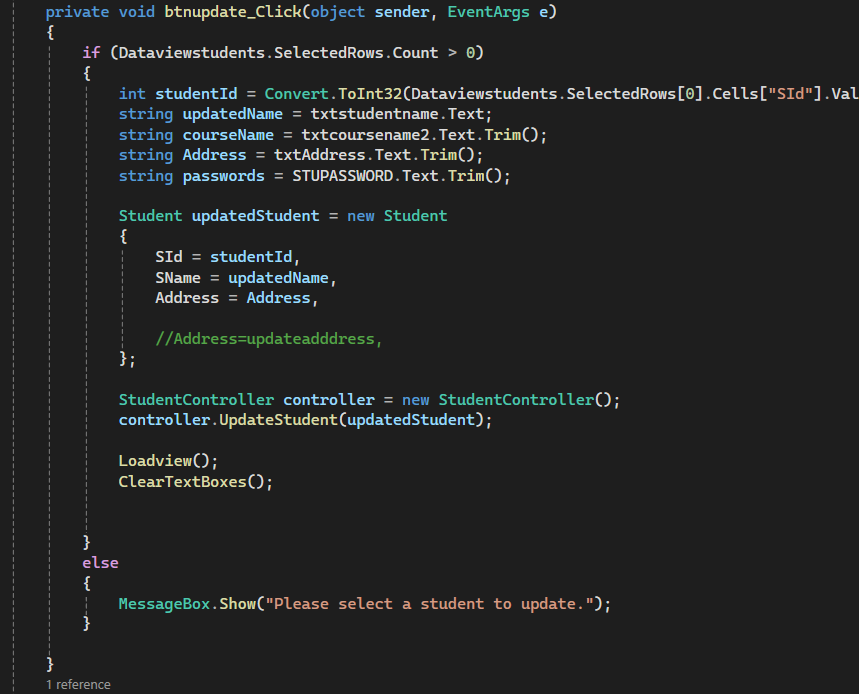 private void btnupdate_Click(object sender, EventArgs e)
{
if (Dataviewstudents.SelectedRows.Count > 0)
{
int studentId = Convert.ToInt32(Dataviewstudents.SelectedRows[0].Cells["SId"].Val
string updatedName = txtstudentname.Text;
string courseName = txtcoursename2.Text.Trim();
string Address = txtAddress.Text.Trim();
string passwords = STUPASSWORD.Text.Trim();
Student updatedStudent = new Student
{
SId = studentId,
SName = updatedName,
Address = Address,
//Address=updateadddress,
};
StudentController controller = new StudentController();
controller.UpdateStudent(updatedStudent);
Loadview();
ClearTextBoxes();
}
else
{
MessageBox.Show("Please select a student to update.");
}
}
1 reference